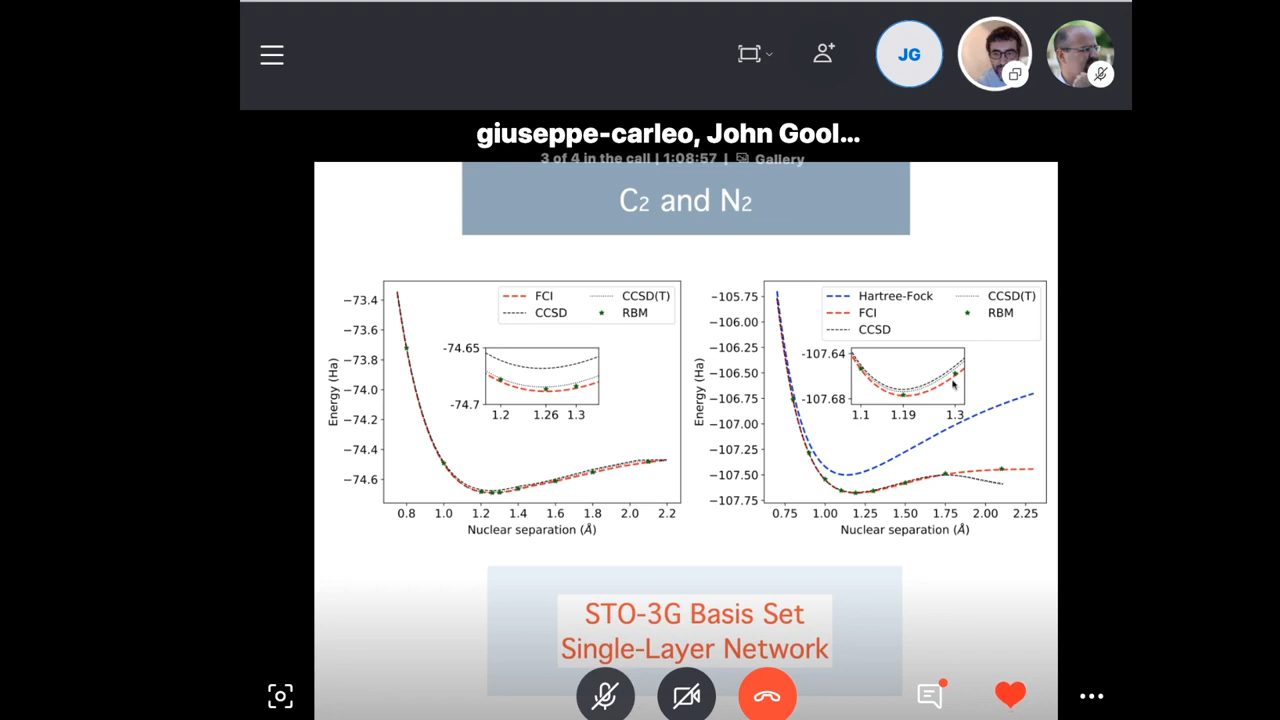 JG
giuseppe-carleo, John Gool...
3 of 4 in the call | 1:08:57 | Gallery
C2 and N2
FCI
CCSD
CCSD(T)
RBM
-74.65
-74.7
1.2 1.26 1.3
−73.4
−73.6
−73.8
−74.0
−74.2
−74.4
−74.6
Energy (Ha)
0.8 1.0 1.2 1.4 1.6 1.8 2.0 2.2
Nuclear separation (Å)
Hartree-Fock
FCI
CCSD
CCSD(T)
RBM
-107.64
-107.68
1.1 1.19 1.3
−105.75
−106.00
−106.25
−106.50
−106.75
−107.00
−107.25
−107.50
−107.75
Energy (Ha)
0.75 1.00 1.25 1.50 1.75 2.00 2.25
Nuclear separation (Å)
STO-3G Basis Set
Single-Layer Network